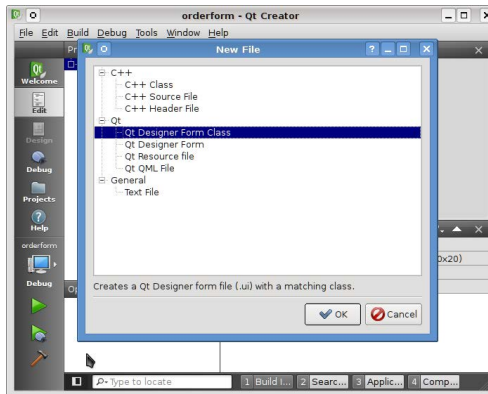 orderform - Qt Creator
File Edit Build Debug Tools Window Help
Pr
New File
Welcome
Edit
Design
Debug
Projects
Help
orderform
Debug
C++
C++ Class
C++ Source File
C++ Header File
Qt
Qt Designer Form Class
Qt Designer Form
Qt Resource file
Qt QML File
General
Text File
0x20)
Op
Creates a Qt Designer form file (.ui) with a matching class.
OK Cancel
Type to locate
1 Build I... 2 Searc... 3 Applic... 4 Comp...